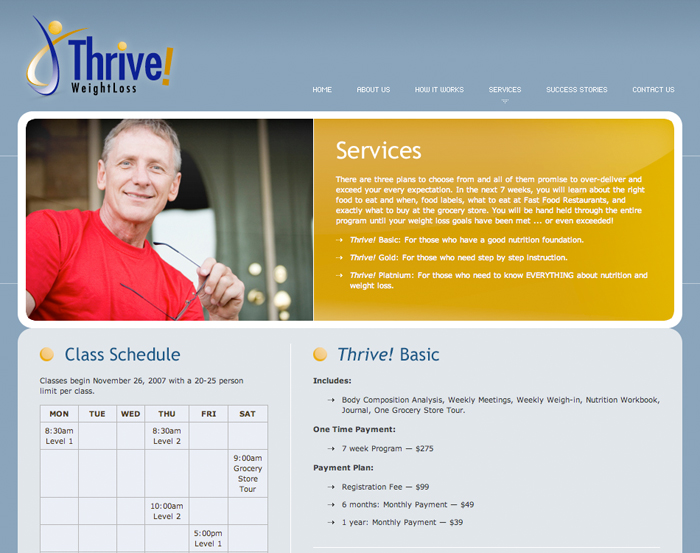 Thrive!
WeightLoss
HOME ABOUT US HOW IT WORKS SERVICES SUCCESS STORIES CONTACT US
Services
There are three plans to choose from and all of them promise to over-deliver and
exceed your every expectation. In the next 7 weeks, you will learn about the right
food to eat and when, food labels, what to eat at Fast Food Restaurants, and
exactly what to buy at the grocery store. You will be hand held through the entire
program until your weight loss goals have been met ... or even exceeded!
➝ Thrive! Basic: For those who have a good nutrition foundation.
➝ Thrive! Gold: For those who need step by step instruction.
➝ Thrive! Platnium: For those who need to know EVERYTHING about nutrition and
weight loss.
Class Schedule
Classes begin November 26, 2007 with a 20-25 person
limit per class.
MON TUE WED THU FRI SAT
8:30am 8:30am
Level 1 Level 2
9:00am
Grocery
Store
Tour
10:00am
Level 2
5:00pm
Level 1
Thrive! Basic
Includes:
➝ Body Composition Analysis, Weekly Meetings, Weekly Weigh-in, Nutrition Workbook,
Journal, One Grocery Store Tour.
One Time Payment:
➝ 7 week Program — $275
Payment Plan:
➝ Registration Fee — $99
➝ 6 months: Monthly Payment — $49
➝ 1 year: Monthly Payment — $39